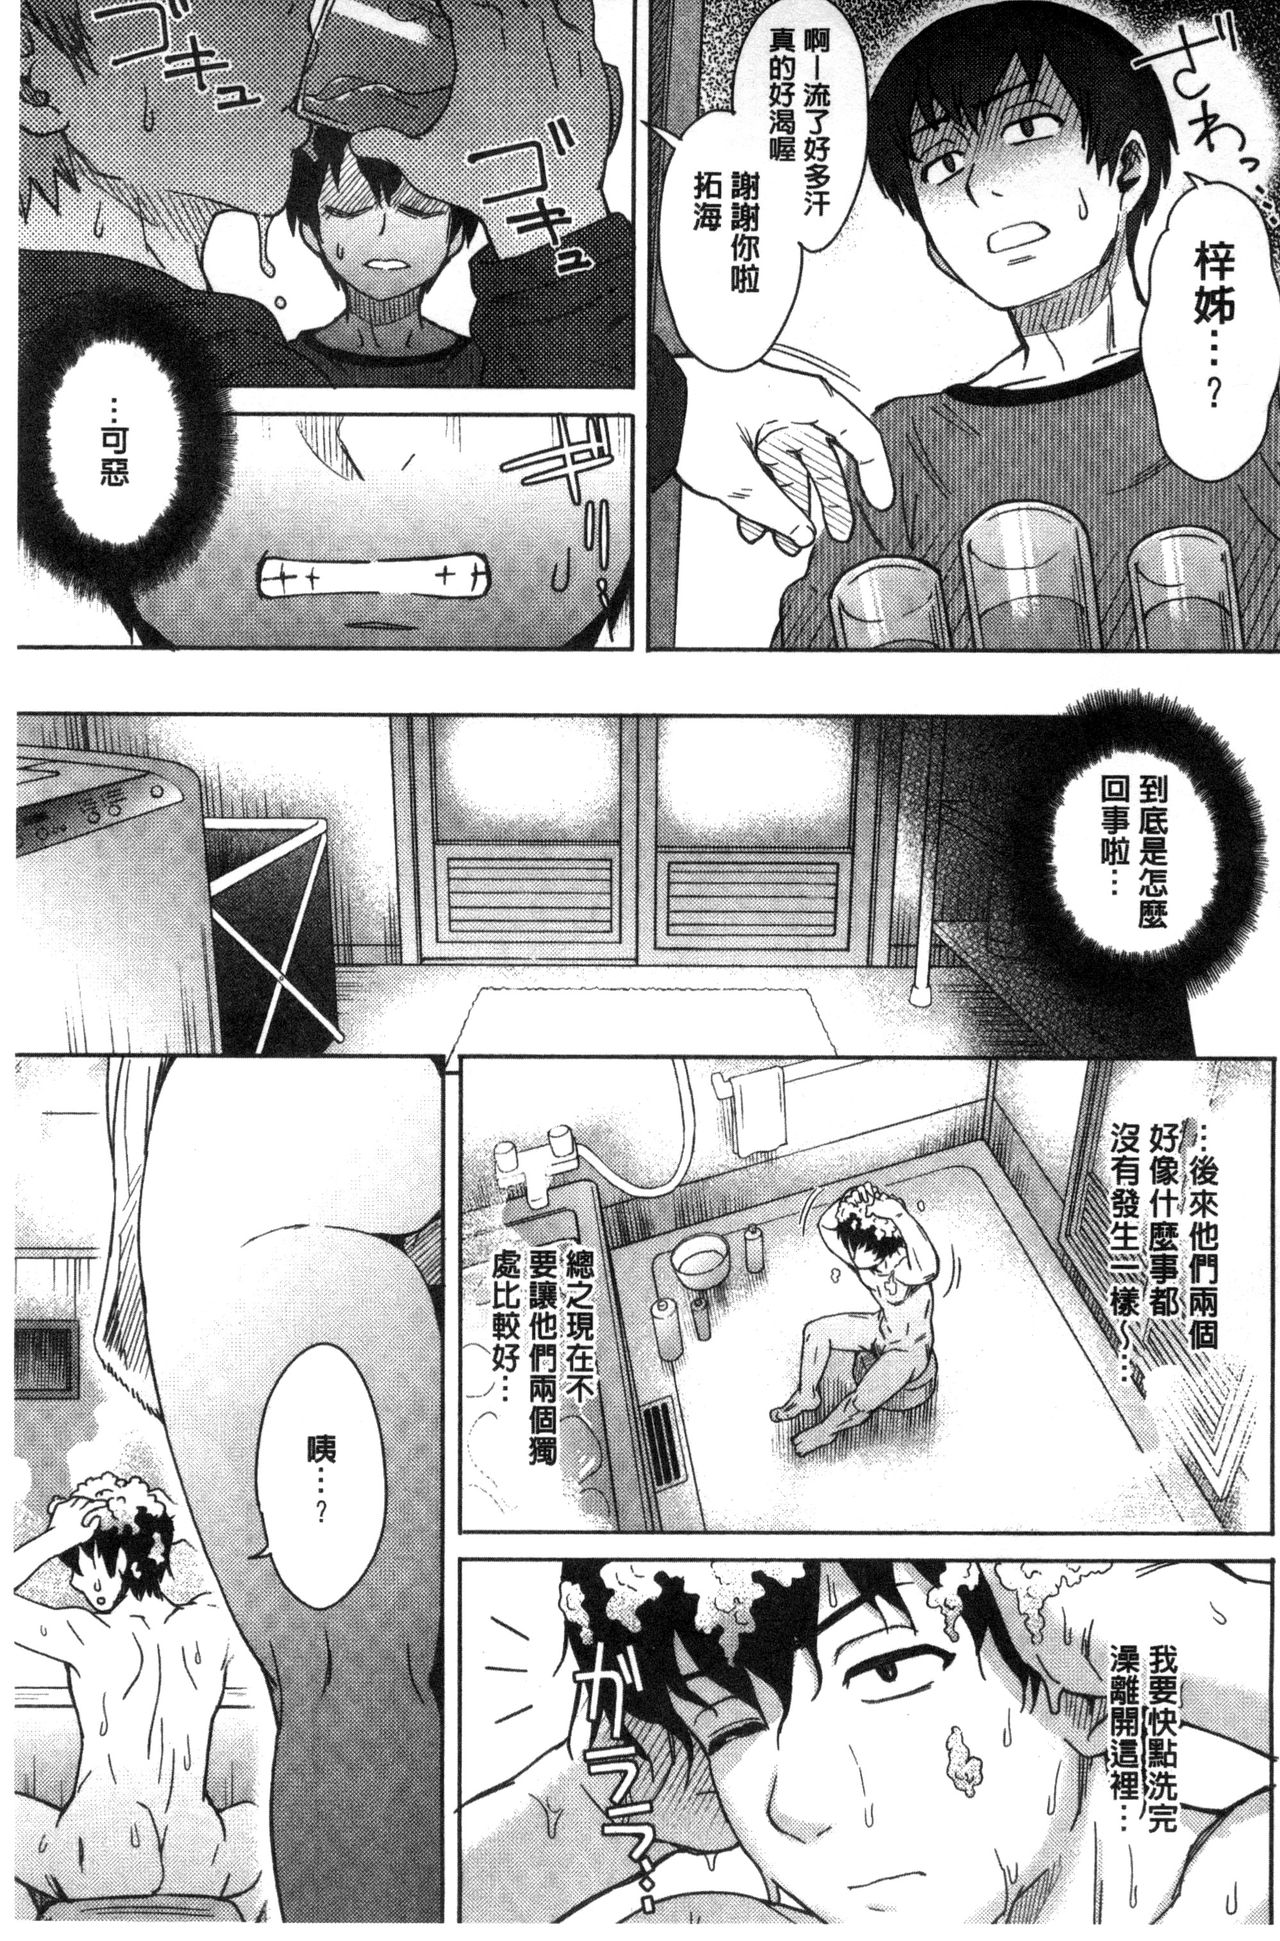 ざわっ…
梓姊…？
啊ー流了好多汗
真的好渴喔
謝謝你啦
拓海
ゴキュ
ゴキュ
…可惡
ギリ…
到底是怎麼
回事啦…
…後來他們兩個
好像什麼事都
沒有發生一樣～…
總之現在不
要讓他們兩個獨
處比較好…
我要快點洗完
澡離開這裡…
ガララララ…
咦…？